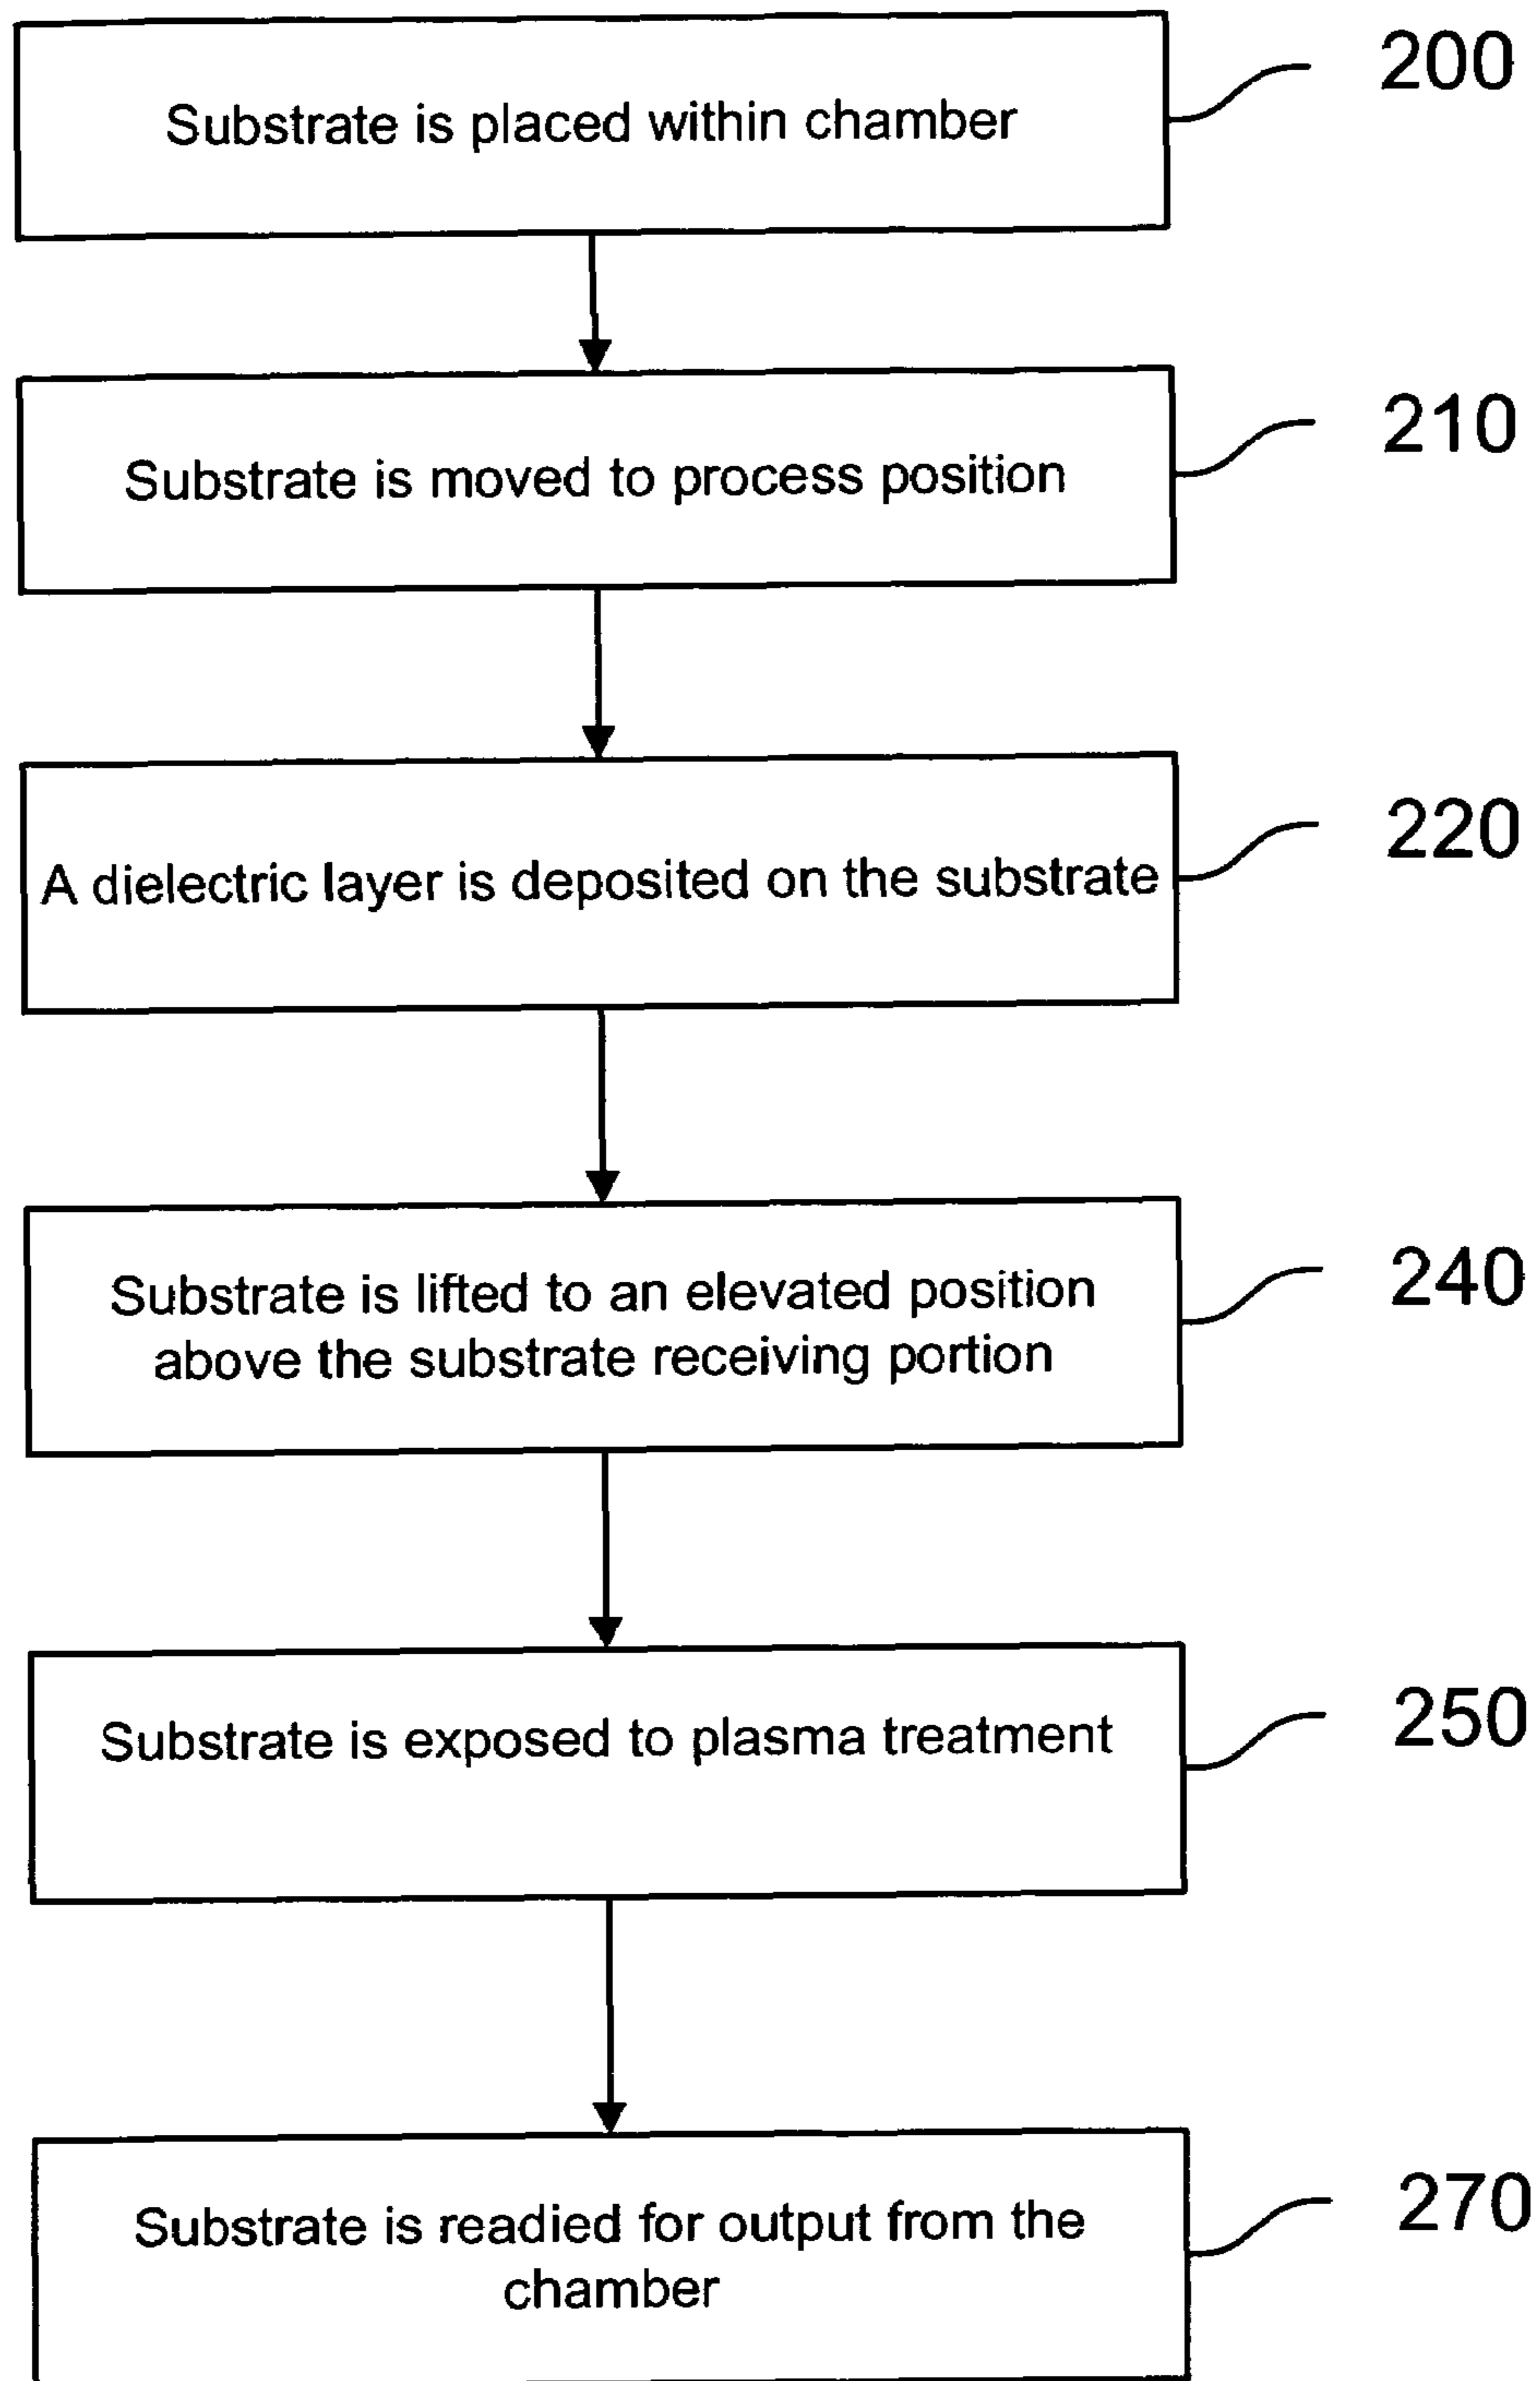 Substrate is placed within chamber
200
Substrate is moved to process position
210
A dielectric layer is deposited on the substrate
220
Substrate is lifted to an elevated position
above the substrate receiving portion
240
Substrate is exposed to plasma treatment
250
Substrate is readied for output from the
chamber
270